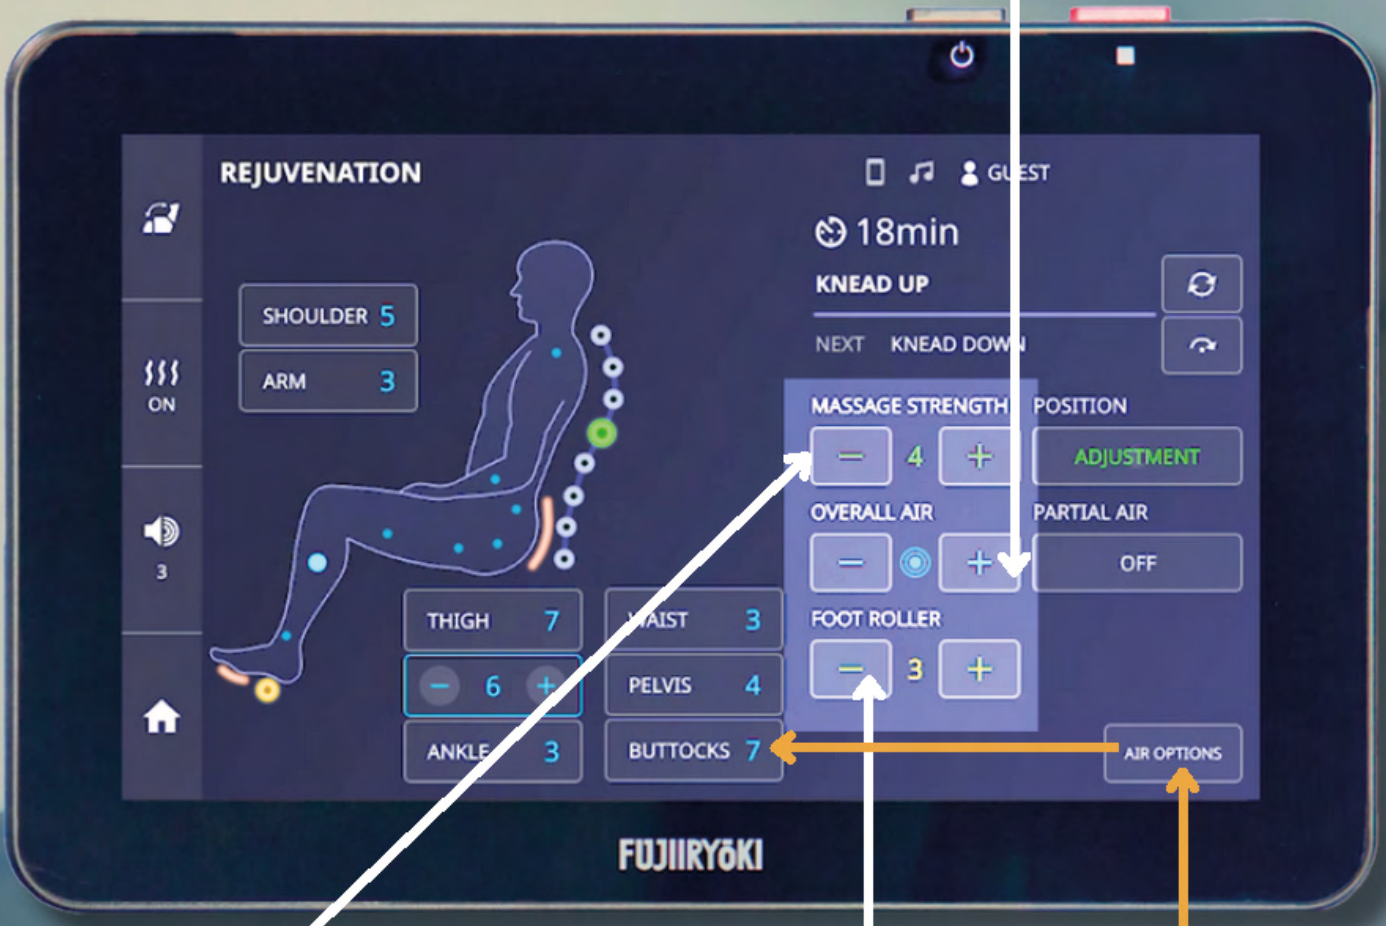 REJUVENATION
GUEST
18min
KNEAD UP
NEXT KNEAD DOWN
SHOULDER 5
ARM 3
ON
3
MASSAGE STRENGTH
− 4 +
POSITION
ADJUSTMENT
OVERALL AIR
− +
PARTIAL AIR
OFF
FOOT ROLLER
− 3 +
THIGH 7
− 6 +
ANKLE 3
WAIST 3
PELVIS 4
BUTTOCKS 7
AIR OPTIONS
FUJIIRYōKI